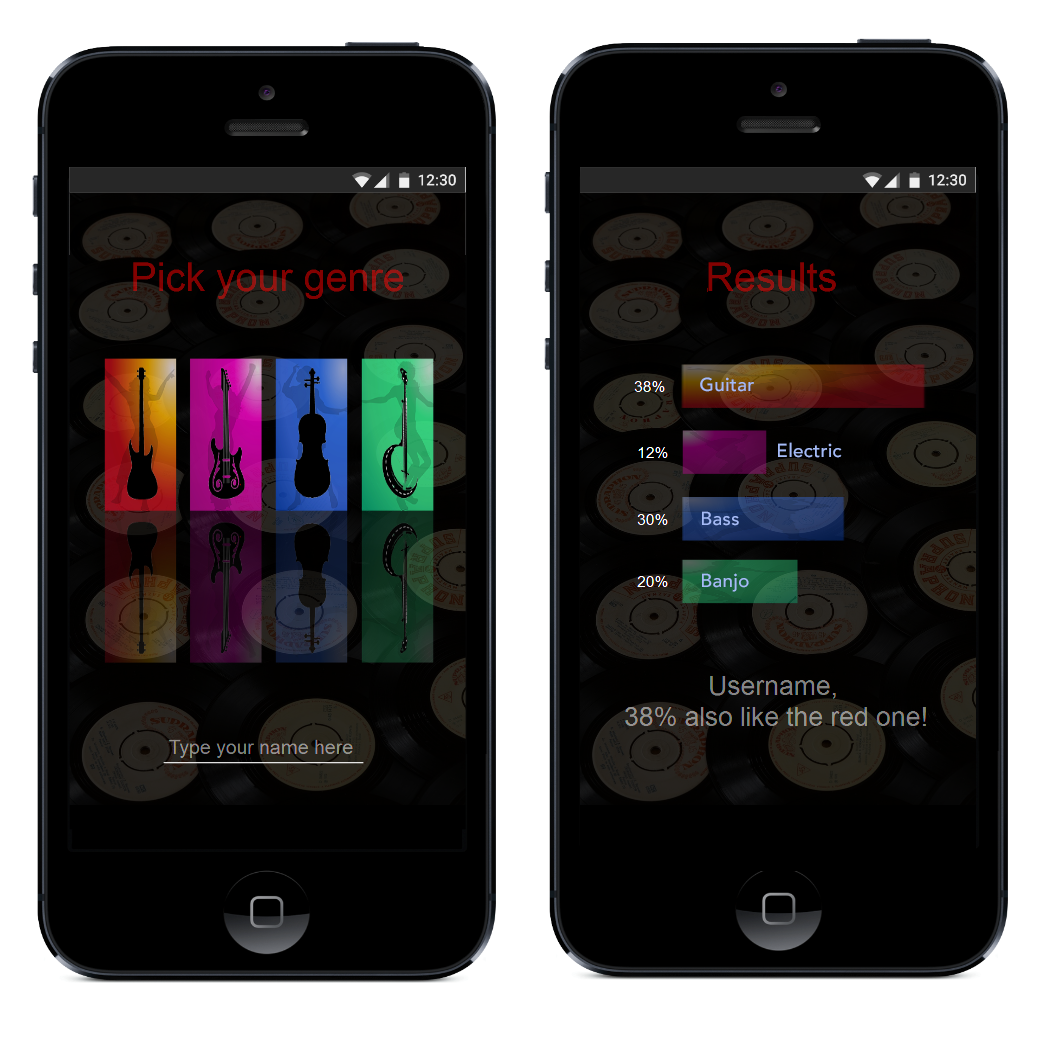 12:30
Pick your genre
Type your name here
12:30
Results
38% Guitar
12% Electric
30% Bass
20% Banjo
Username,
38% also like the red one!